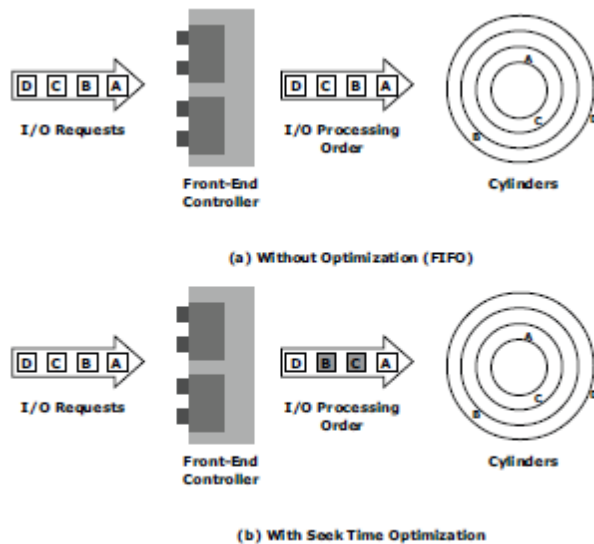 D C B A
I/O Requests
Front-End
Controller
D C B A
I/O Processing
Order
A
C
B
D
Cylinders
(a) Without Optimization (FIFO)
D C B A
I/O Requests
Front-End
Controller
D B C A
I/O Processing
Order
A
C
B
D
Cylinders
(b) With Seek Time Optimization